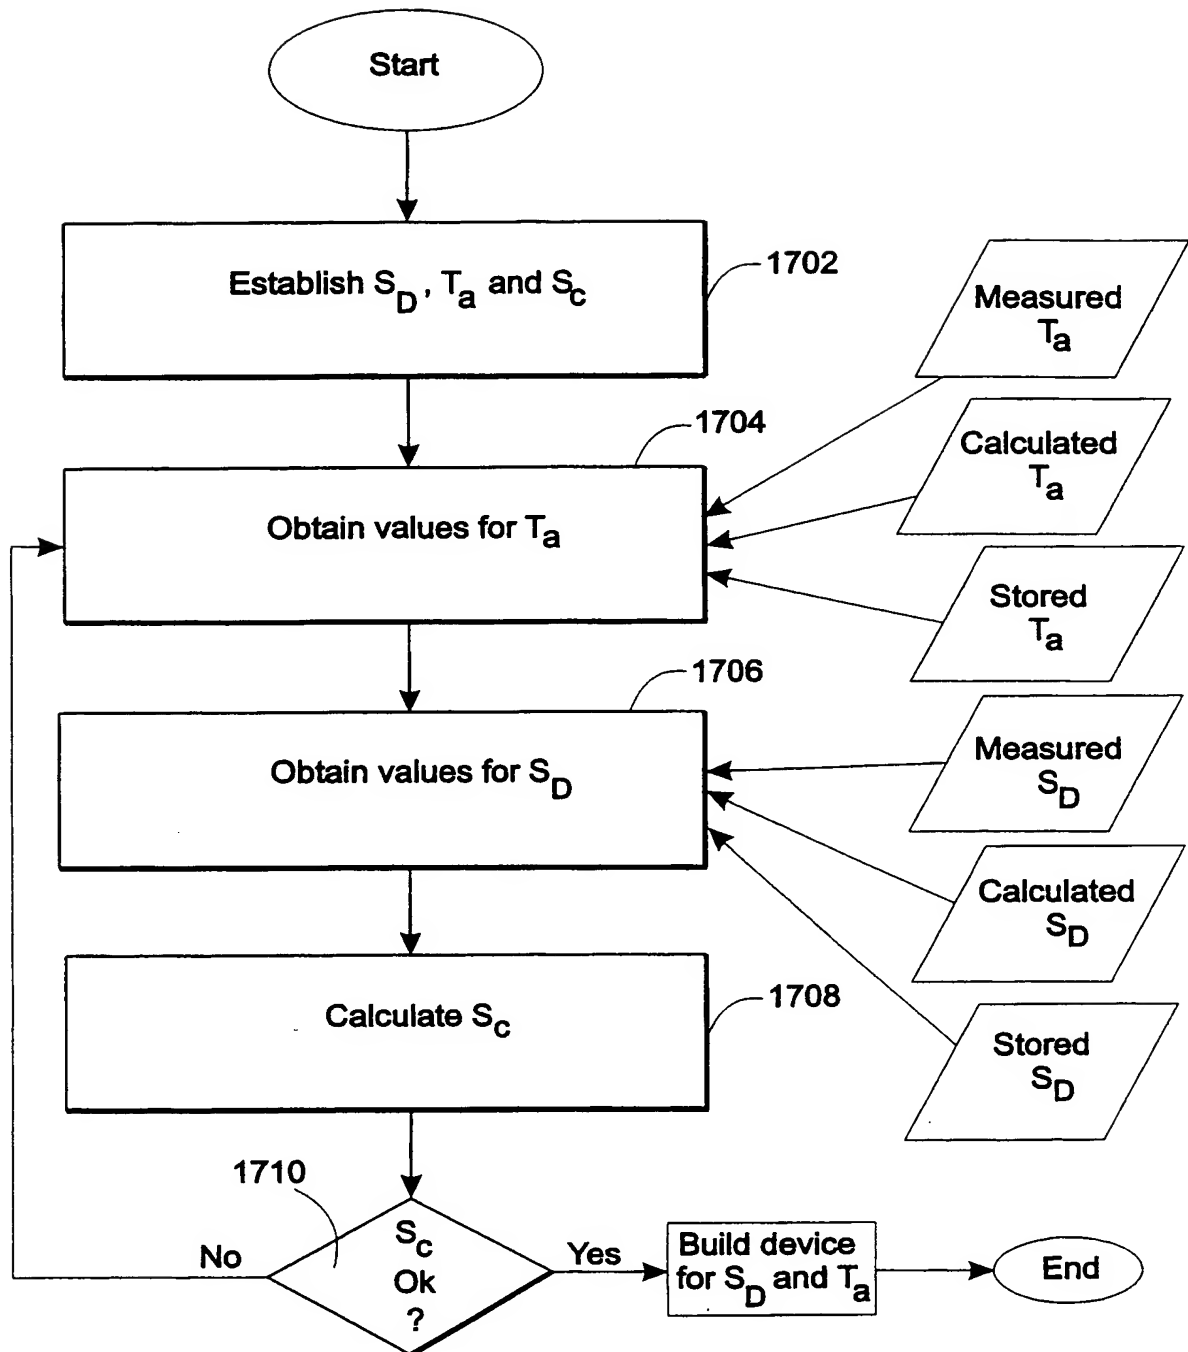 Start
Establish S_D, T_a and S_c
1702
Measured
T_a
1704
Calculated
T_a
Obtain values for T_a
Stored
T_a
1706
Measured
S_D
Obtain values for S_D
Calculated
S_D
1708
Calculate S_c
Stored
S_D
1710
S_c
Ok
?
No
Yes
Build device
for S_D and T_a
End